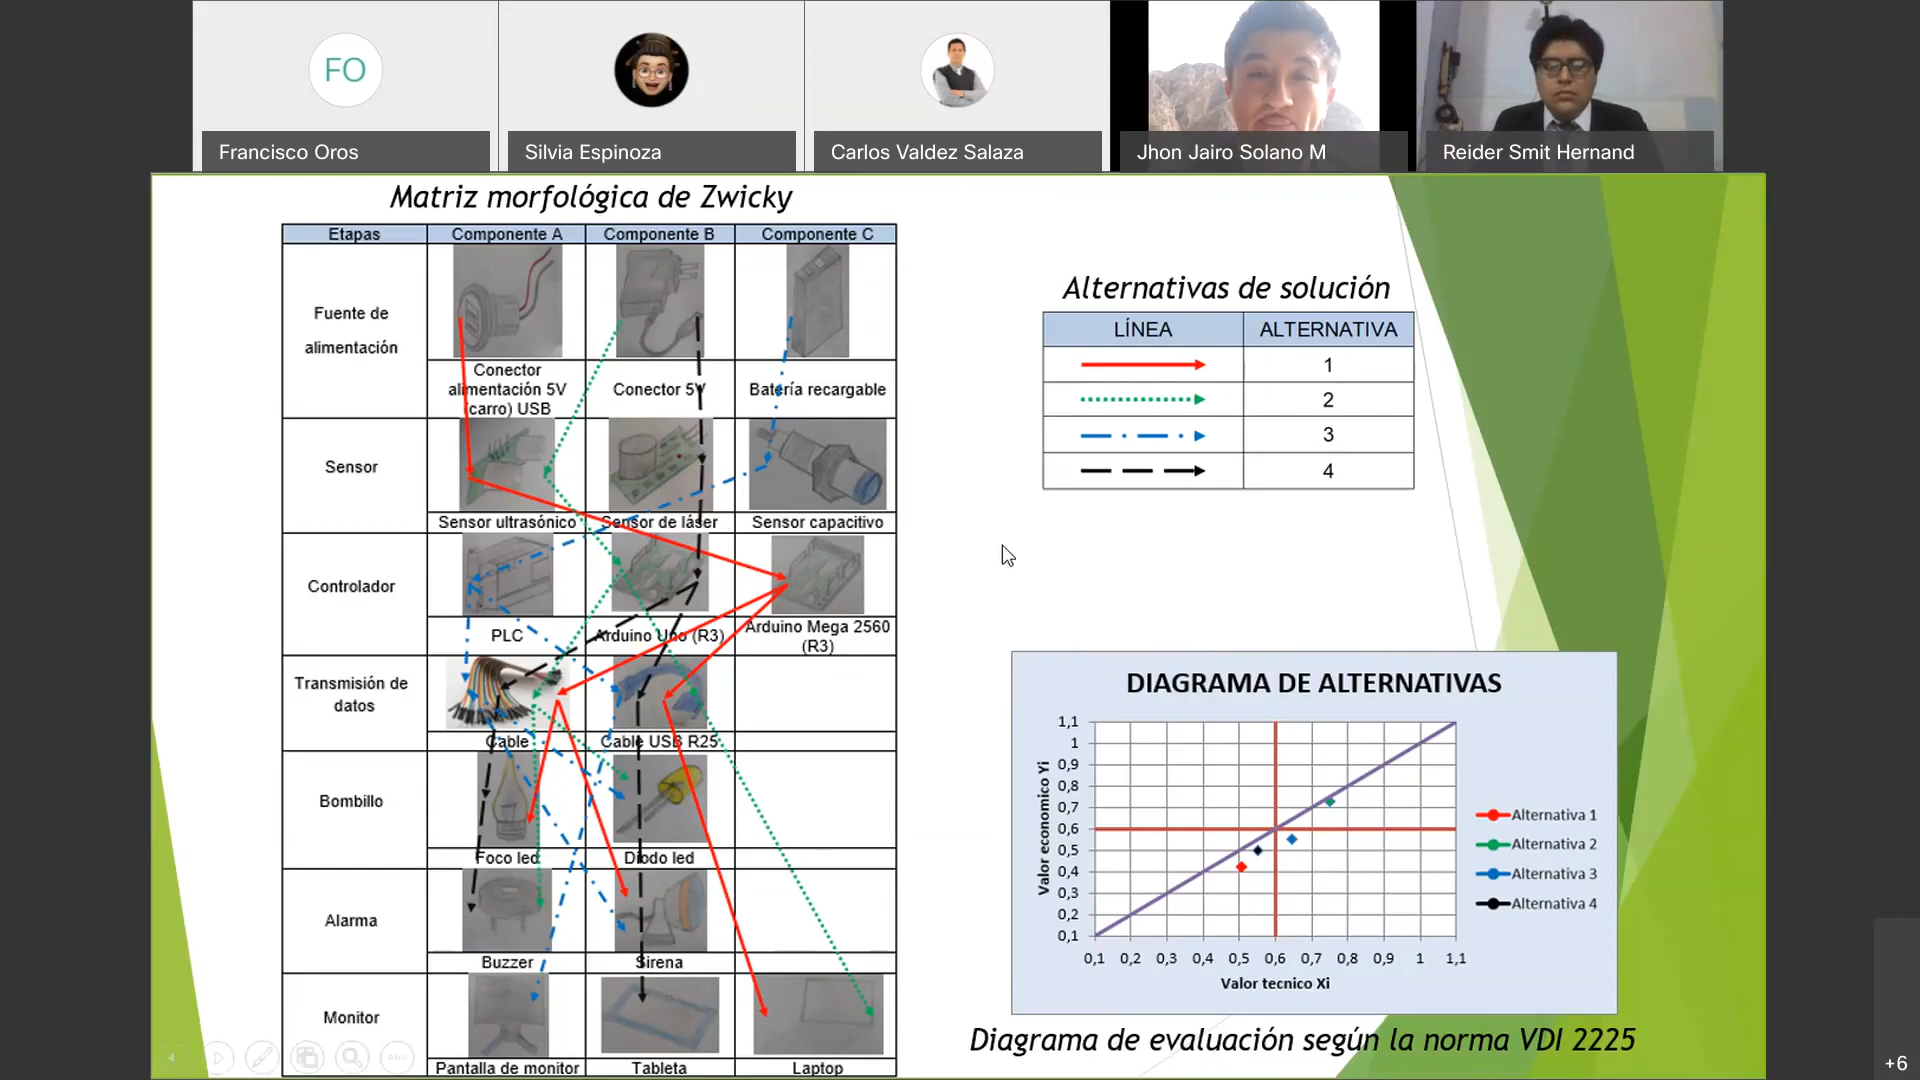 FO
Francisco Oros
Silvia Espinoza
Carlos Valdez Salaza
Jhon Jairo Solano M
Reider Smit Hernand
Matriz morfológica de Zwicky
Etapas Componente A Componente B Componente C
Fuente de
alimentación
Conector
alimentación 5V
(carro) USB
Conector 5V
Batería recargable
Sensor
Sensor ultrasónico Sensor de láser Sensor capacitivo
Controlador
PLC
Arduino Uno (R3)
Arduino Mega 2560
(R3)
Transmisión de
datos
Cable Cable USB R25
Bombillo
Foco led Diodo led
Alarma
Buzzer Sirena
Monitor
Pantalla de monitor Tableta Laptop
Alternativas de solución
LÍNEA ALTERNATIVA
1
2
3
4
DIAGRAMA DE ALTERNATIVAS
Valor economico Yi
1,1
1
0,9
0,8
0,7
0,6
0,5
0,4
0,3
0,2
0,1
0,1 0,2 0,3 0,4 0,5 0,6 0,7 0,8 0,9 1 1,1
Valor tecnico Xi
Alternativa 1
Alternativa 2
Alternativa 3
Alternativa 4
Diagrama de evaluación según la norma VDI 2225
+6